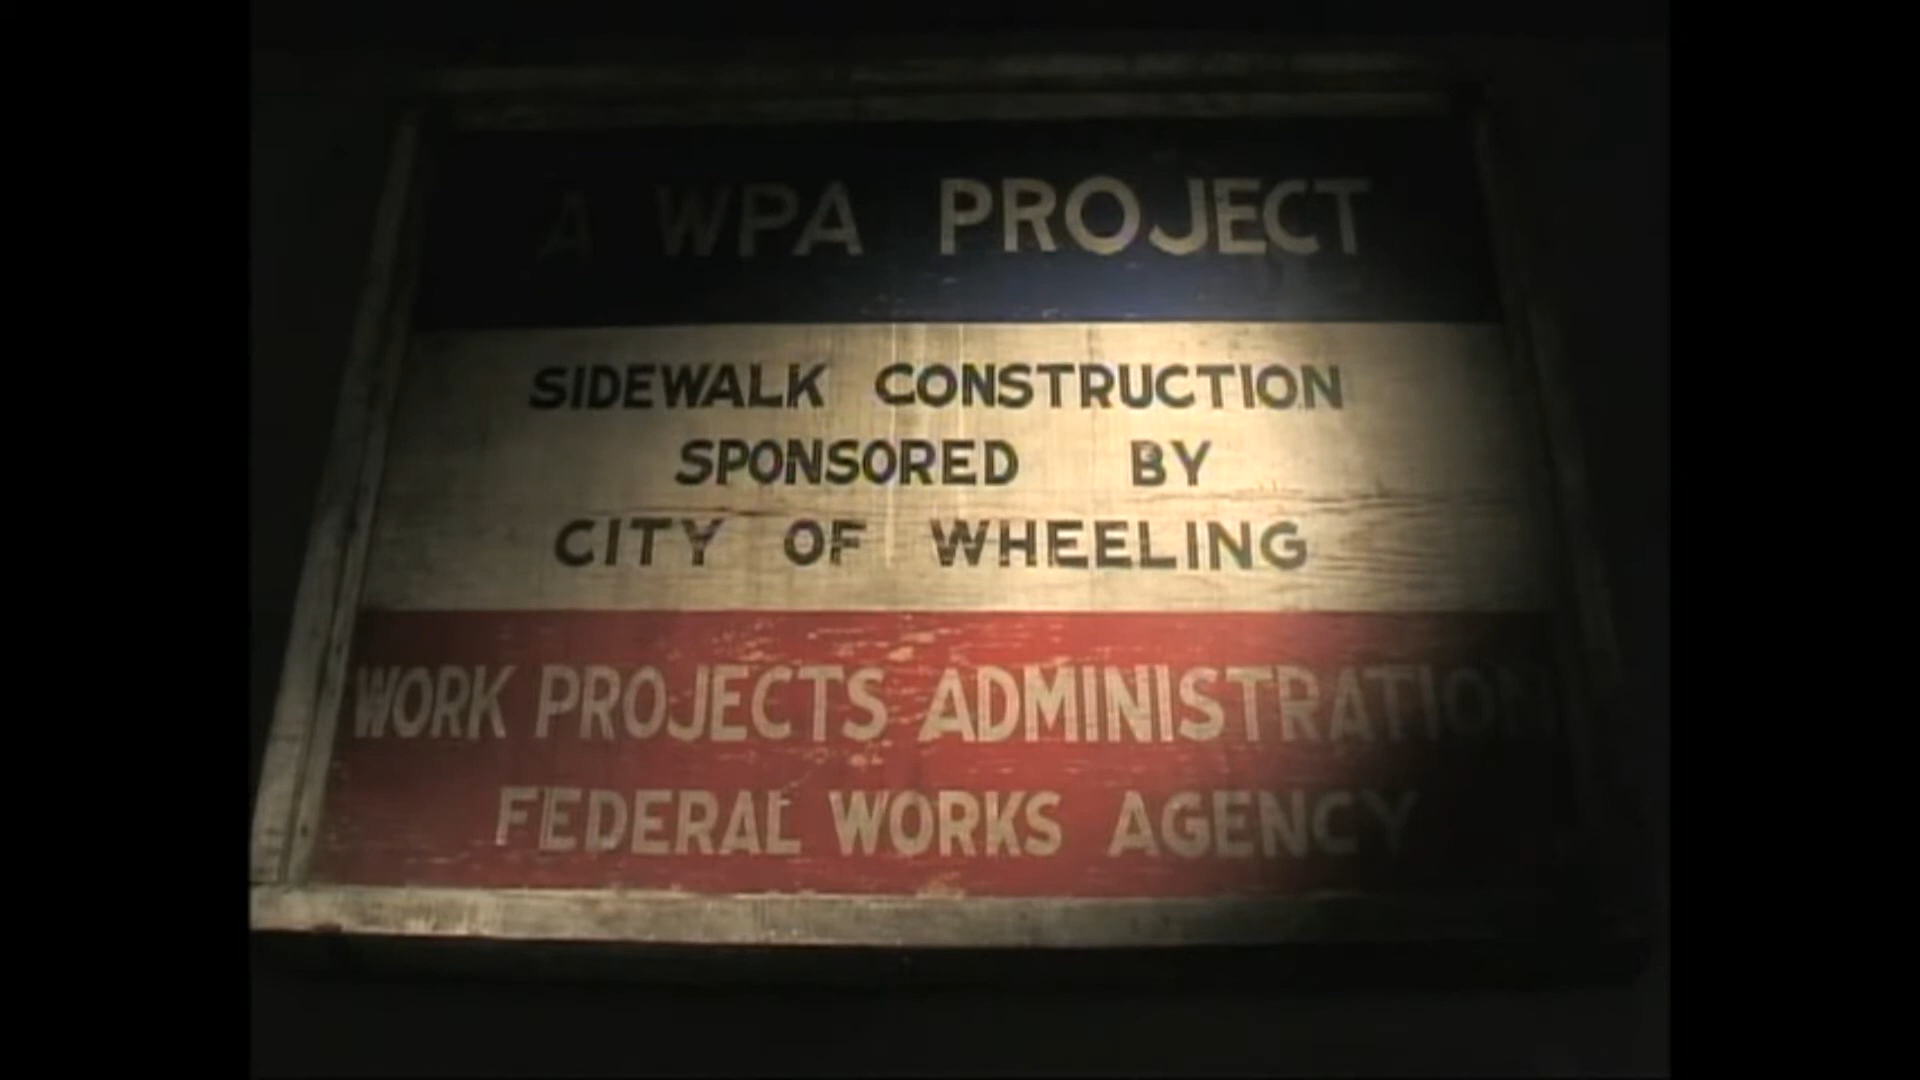 A WPA PROJECT
SIDEWALK CONSTRUCTION
SPONSORED BY
CITY OF WHEELING
WORK PROJECTS ADMINISTRATION
FEDERAL WORKS AGENCY